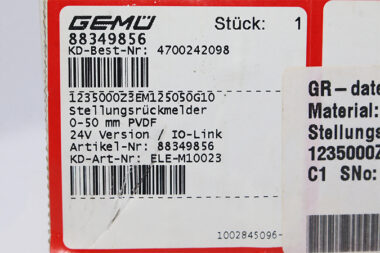 GEMÜ
Stück: 1
88349856
KD-Best-Nr: 4700242098
1235000Z3EM125050G10
Stellungsrückmelder
0-50 mm PVDF
24V Version / IO-Link
Artikel-Nr: 88349856
KD-Art-Nr: ELE-M10023
1002845096-
GR-date
Material:
Stellungs
1235000Z
C1 SNo: